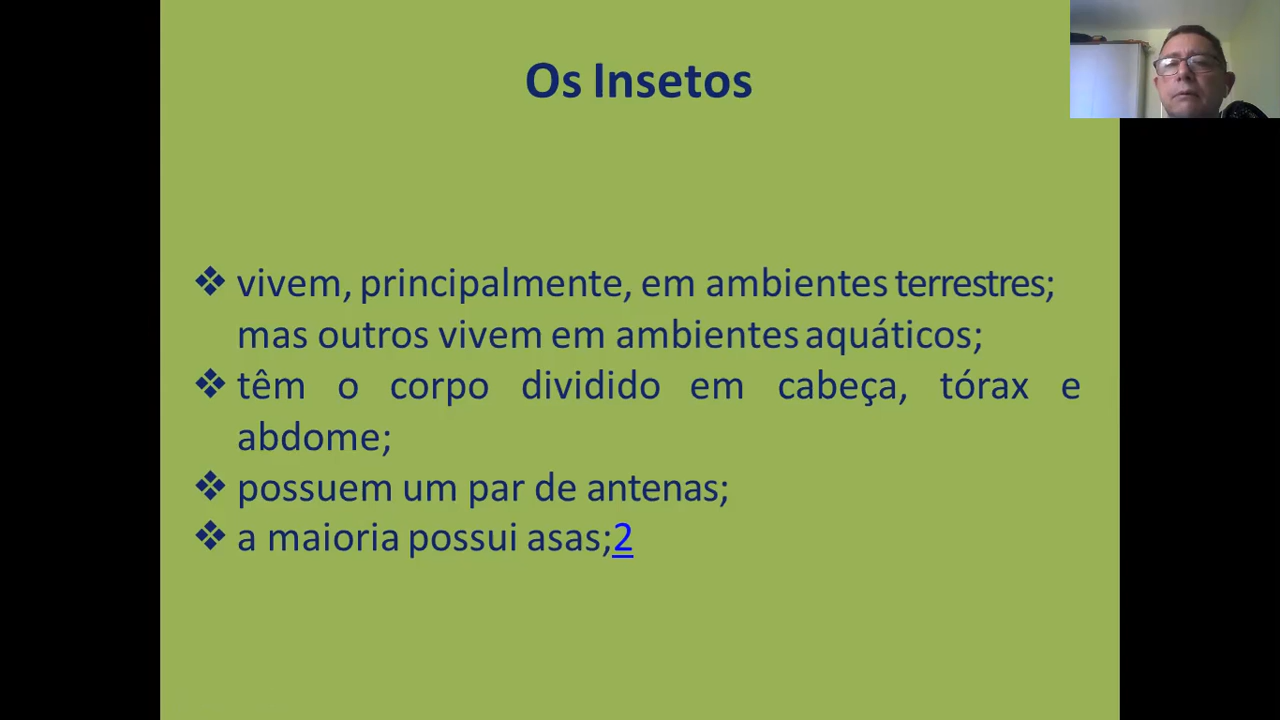 Os Insetos
❖ vivem, principalmente, em ambientes terrestres;
mas outros vivem em ambientes aquáticos;
❖ têm o corpo dividido em cabeça, tórax e
abdome;
❖ possuem um par de antenas;
❖ a maioria possui asas;2